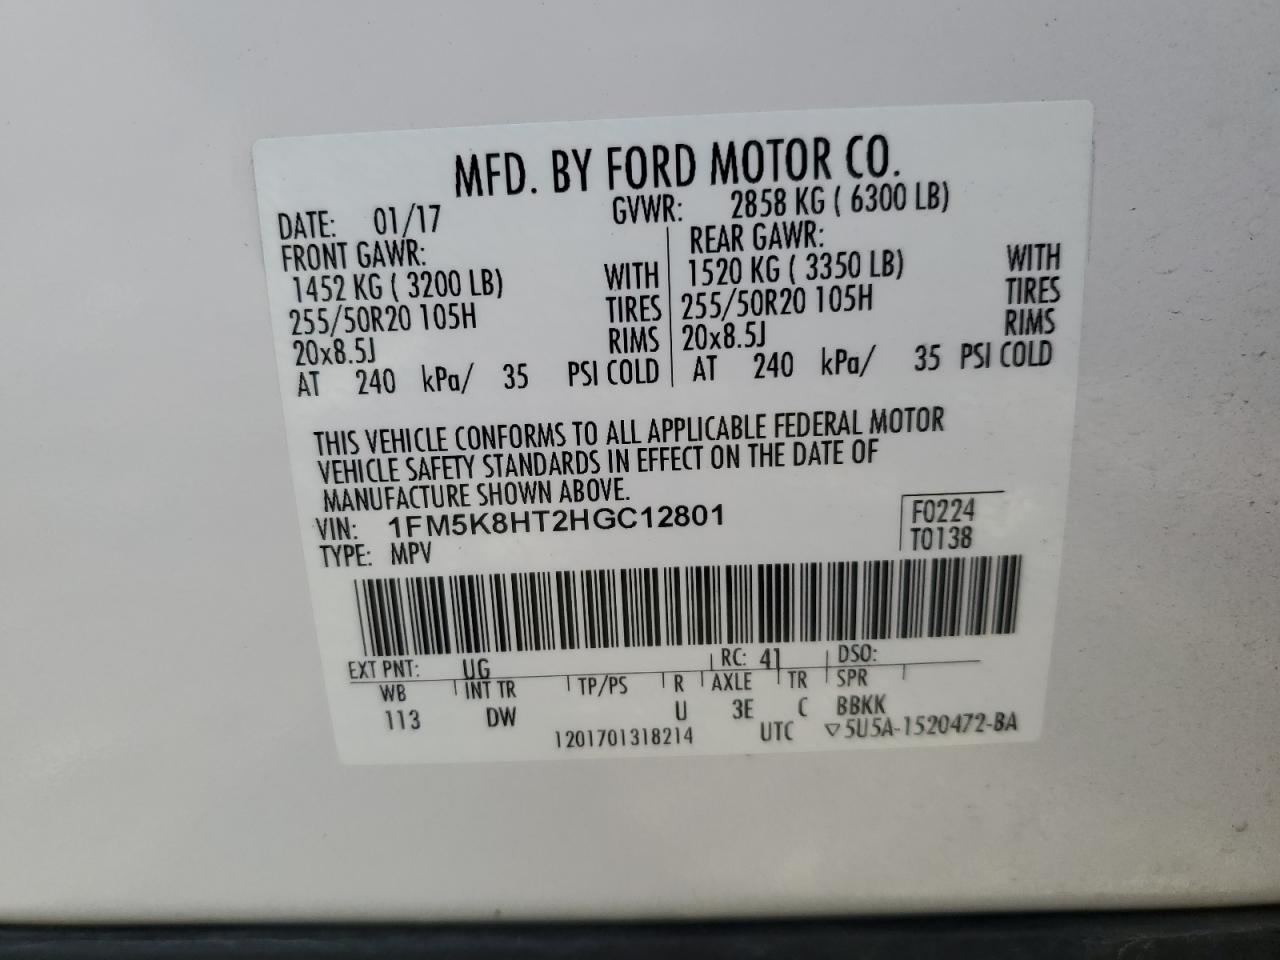 MFD. BY FORD MOTOR CO.
DATE: 01/17 GVWR: 2858 KG ( 6300 LB)
FRONT GAWR: REAR GAWR:
1452 KG ( 3200 LB) WITH 1520 KG ( 3350 LB) WITH
255/50R20 105H TIRES 255/50R20 105H TIRES
20x8.5J RIMS 20x8.5J RIMS
AT 240 kPa/ 35 PSI COLD AT 240 kPa/ 35 PSI COLD
THIS VEHICLE CONFORMS TO ALL APPLICABLE FEDERAL MOTOR
VEHICLE SAFETY STANDARDS IN EFFECT ON THE DATE OF
MANUFACTURE SHOWN ABOVE.
VIN: 1FM5K8HT2HGC12801 F0224
TYPE: MPV T0138
EXT PNT: UG RC: 41 DSO:
WB INT TR TP/PS R AXLE TR SPR
113 DW U 3E C BBKK
1201701318214 UTC ▽5U5A-1520472-BA